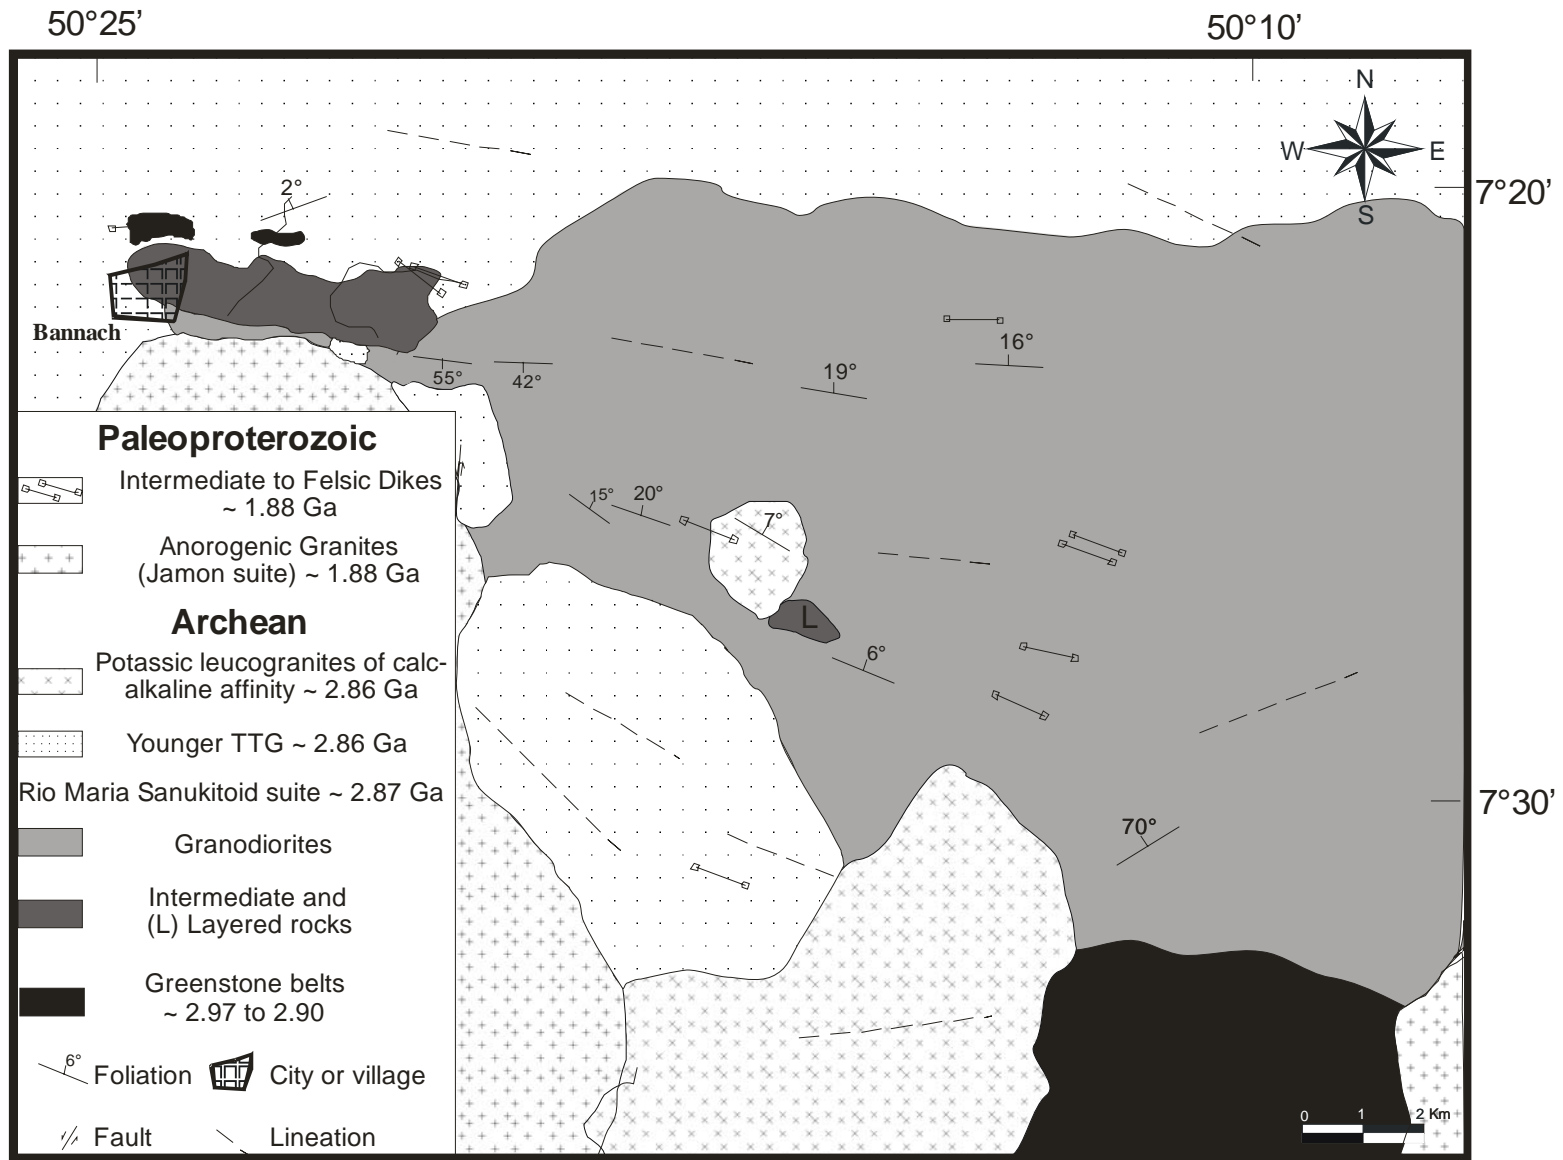 50°25’
50°10’
N
W
E
S
7°20’
2°
Bannach
16°
55°
42°
19°
15°
20°
7°
L
6°
7°30’
70°
Paleoproterozoic
Intermediate to Felsic Dikes
~ 1.88 Ga
Anorogenic Granites
(Jamon suite) ~ 1.88 Ga
Archean
Potassic leucogranites of calc-
alkaline affinity ~ 2.86 Ga
Younger TTG ~ 2.86 Ga
Rio Maria Sanukitoid suite ~ 2.87 Ga
Granodiorites
Intermediate and
(L) Layered rocks
Greenstone belts
~ 2.97 to 2.90
6°
Foliation
City or village
Fault
Lineation
0 1 2 Km